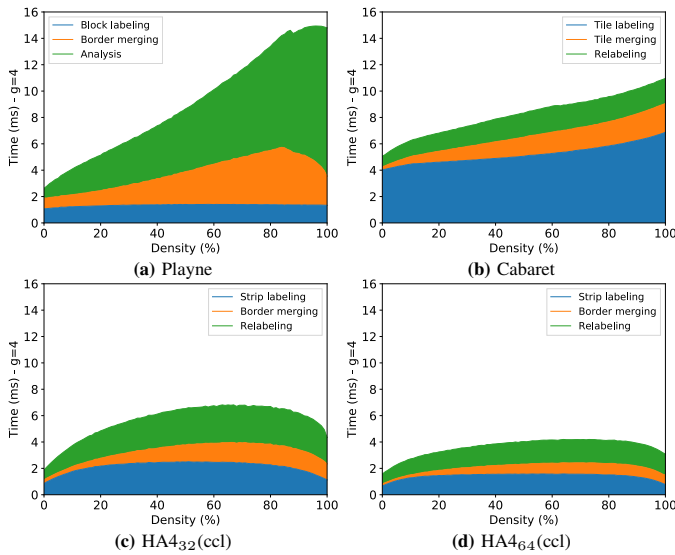 Time (ms) - g=4
16
14
12
10
8
6
4
2
0
Block labeling
Border merging
Analysis
0 20 40 60 80 100
Density (%)
(a) Playne
16
14
12
10
8
6
4
2
0
Tile labeling
Tile merging
Relabeling
0 20 40 60 80 100
Density (%)
(b) Cabaret
Time (ms) - g=4
16
14
12
10
8
6
4
2
0
Strip labeling
Border merging
Relabeling
0 20 40 60 80 100
Density (%)
(c) HA4₃₂(ccl)
Time (ms) - g=4
16
14
12
10
8
6
4
2
0
Strip labeling
Border merging
Relabeling
0 20 40 60 80 100
Density (%)
(d) HA4₆₄(ccl)